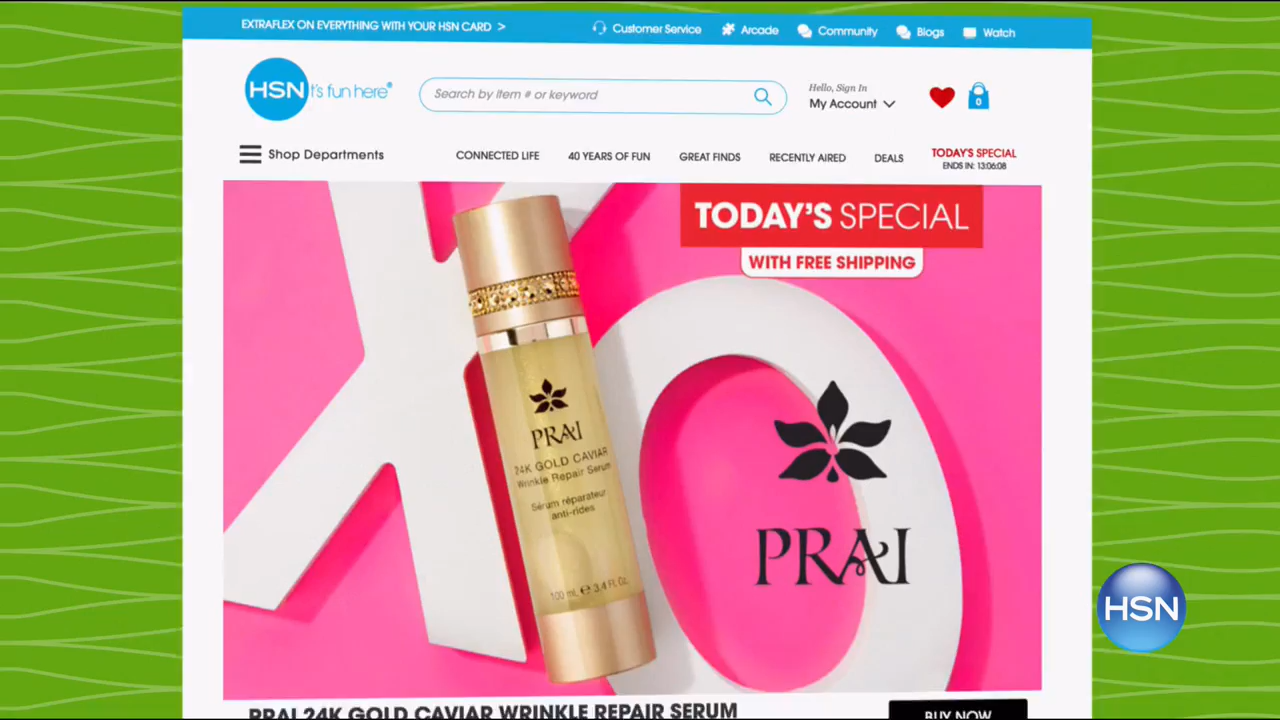 EXTRAFLEX ON EVERYTHING WITH YOUR HSN CARD >
Customer Service
Arcade
Community
Blogs
Watch
HSN it's fun here®
Search by item # or keyword
Hello, Sign In
My Account
0
Shop Departments
CONNECTED LIFE
40 YEARS OF FUN
GREAT FINDS
RECENTLY AIRED
DEALS
TODAY'S SPECIAL
ENDS IN: 13:06:08
XO
TODAY'S SPECIAL
WITH FREE SHIPPING
PRAI
24K GOLD CAVIAR
Wrinkle Repair Serum
Sérum réparateur
anti-rides
100 mL e 3.4 Fl. Oz.
PRAI
HSN
PRAI 24K GOLD CAVIAR WRINKLE REPAIR SERUM
BUY NOW